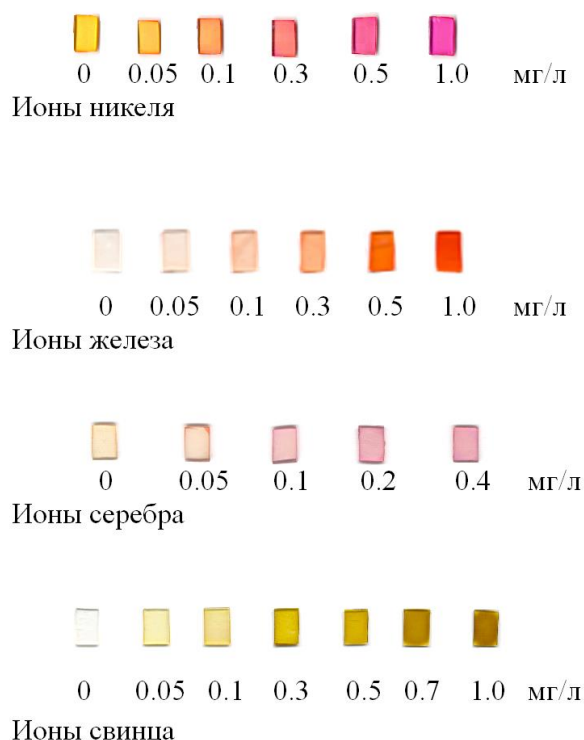 0 0.05 0.1 0.3 0.5 1.0 мг/л
Ионы никеля
0 0.05 0.1 0.3 0.5 1.0 мг/л
Ионы железа
0 0.05 0.1 0.2 0.4 мг/л
Ионы серебра
0 0.05 0.1 0.3 0.5 0.7 1.0 мг/л
Ионы свинца